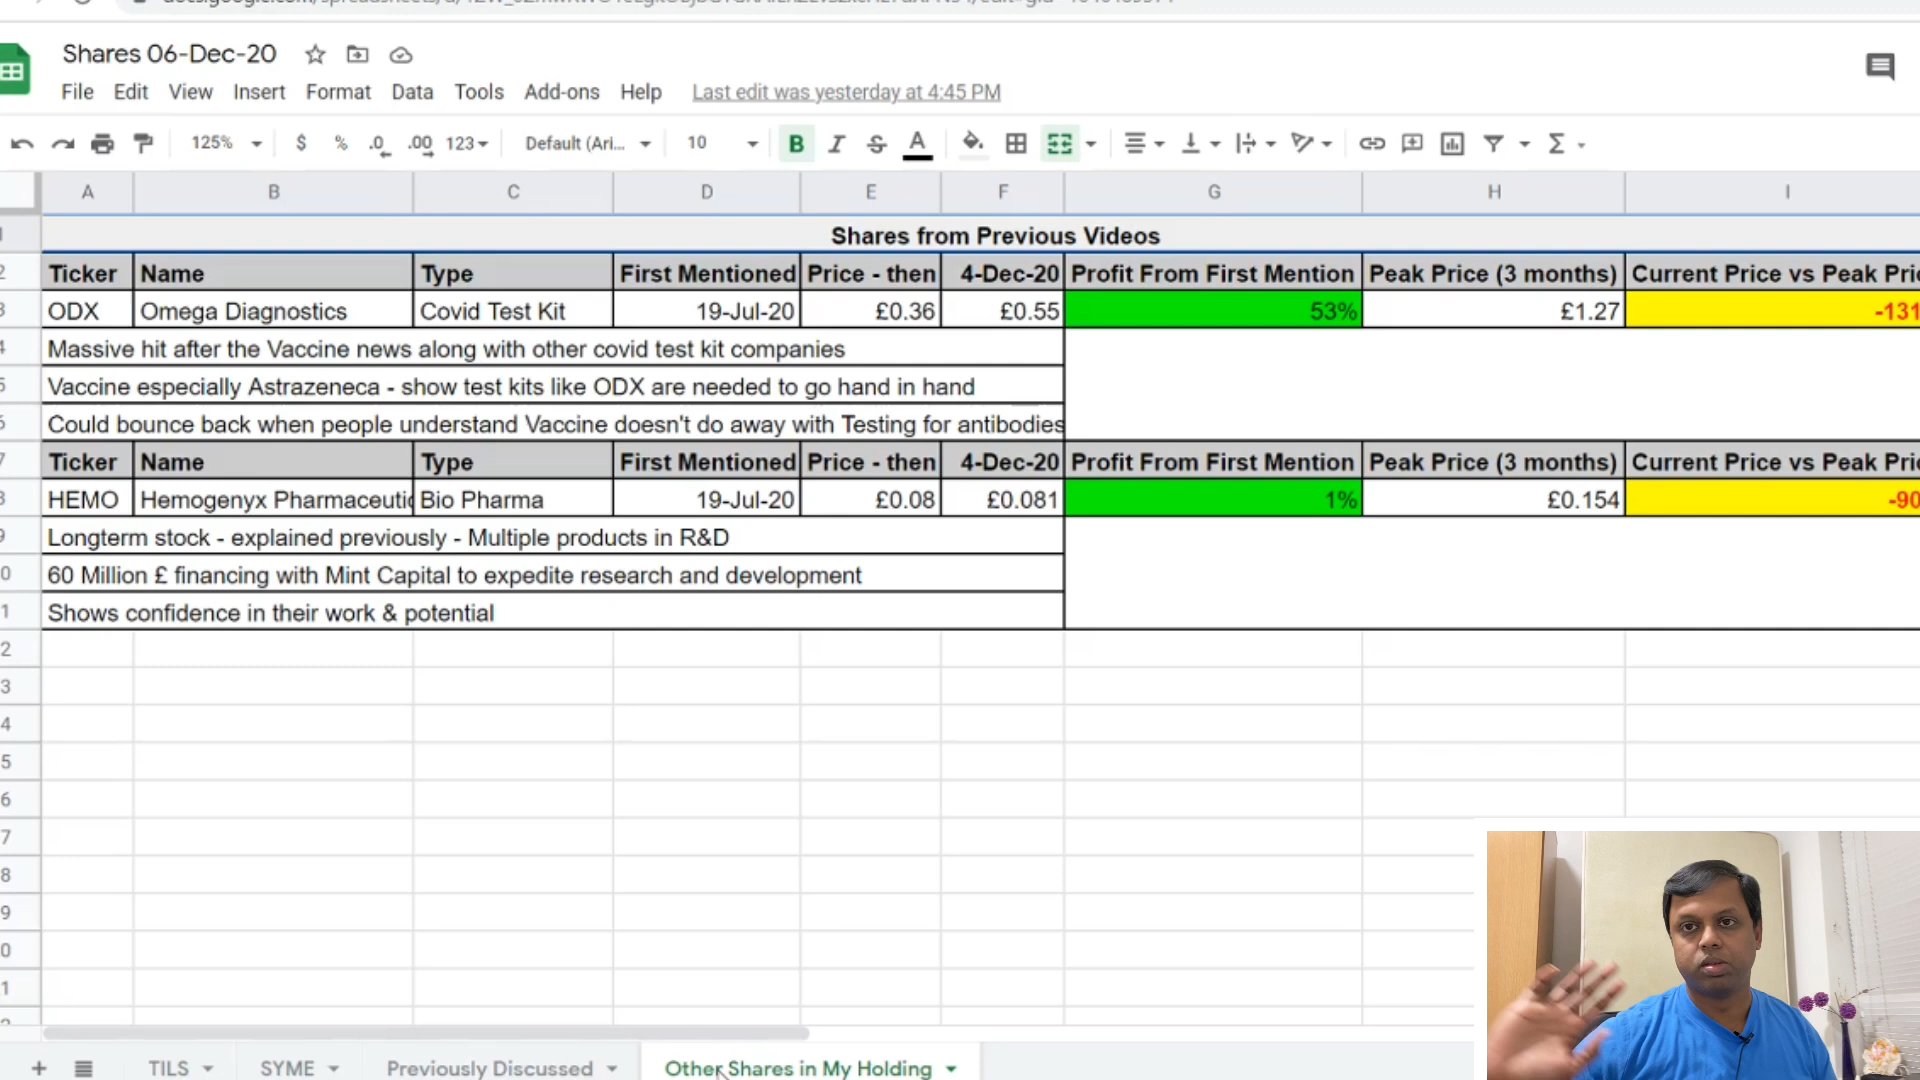 Shares 06-Dec-20
File Edit View Insert Format Data Tools Add-ons Help Last edit was yesterday at 4:45 PM
125% $ % .0 .00 123 Default (Ari... 10 B I S A Σ
A B C D E F G H I
Shares from Previous Videos
Ticker Name Type First Mentioned Price - then 4-Dec-20 Profit From First Mention Peak Price (3 months) Current Price vs Peak
ODX Omega Diagnostics Covid Test Kit 19-Jul-20 £0.36 £0.55 53% £1.27 -131
Massive hit after the Vaccine news along with other covid test kit companies
Vaccine especially Astrazeneca - show test kits like ODX are needed to go hand in hand
Could bounce back when people understand Vaccine doesn't do away with Testing for antibodies
Ticker Name Type First Mentioned Price - then 4-Dec-20 Profit From First Mention Peak Price (3 months) Current Price vs Peak
HEMO Hemogenyx Bio Pharma 19-Jul-20 £0.08 £0.081 1% £0.154 -90
Longterm stock - explained previously - Multiple products in R&D
60 Million £ financing with Mint Capital to expedite research and development
Shows confidence in their work & potential
+ TILS SYME Previously Discussed Other Shares in My Holding